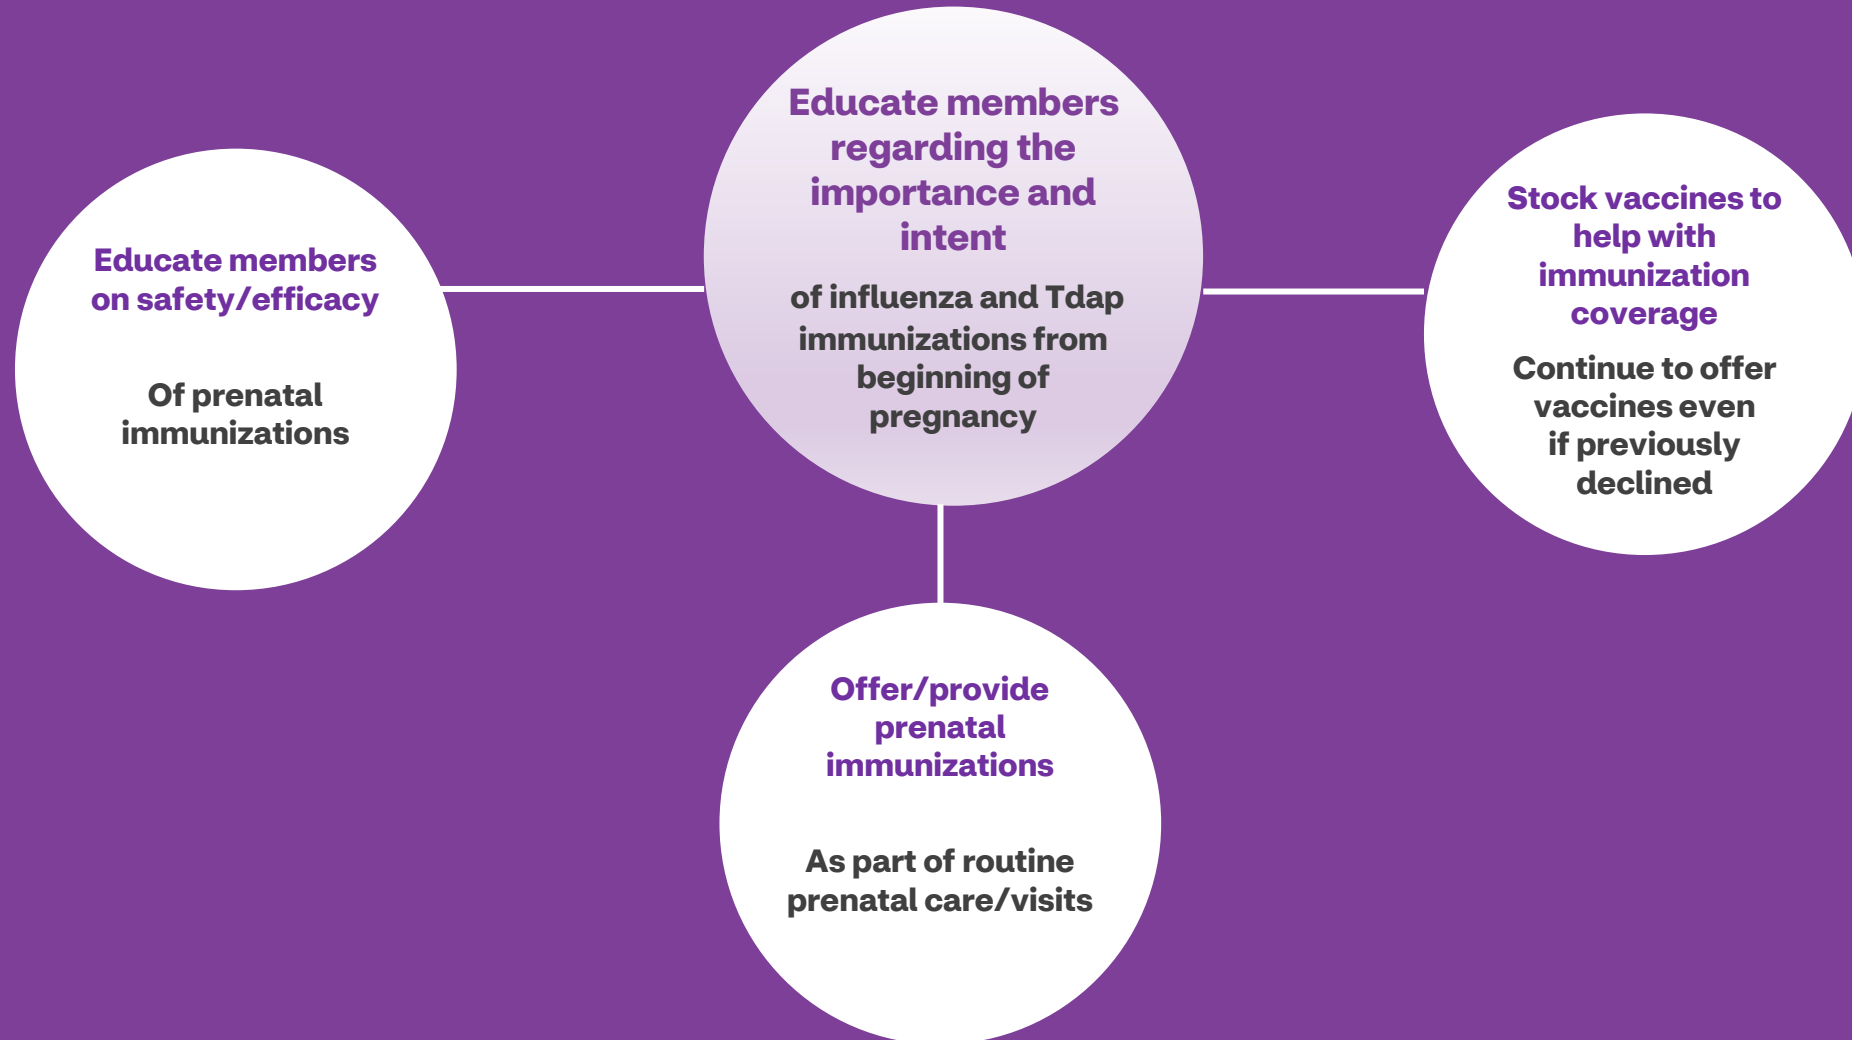 Educate members
on safety/efficacy
Of prenatal
immunizations
Educate members
regarding the
importance and
intent
of influenza and Tdap
immunizations from
beginning of
pregnancy
Stock vaccines to
help with
immunization
coverage
Continue to offer
vaccines even
if previously
declined
Offer/provide
prenatal
immunizations
As part of routine
prenatal care/visits